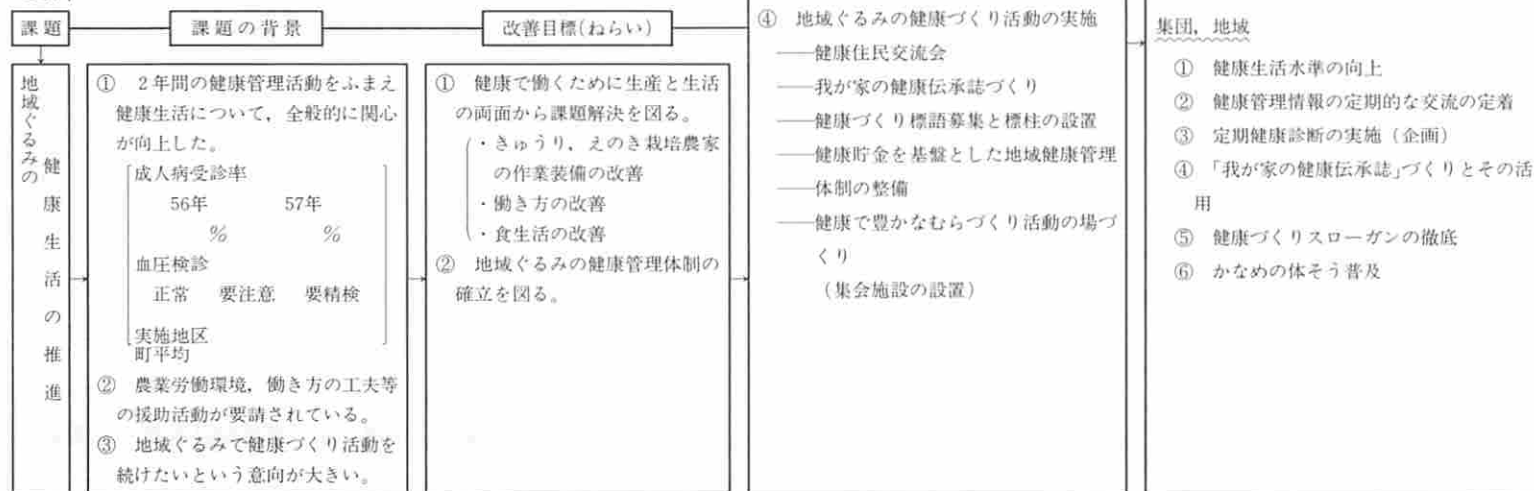 課題
課題の背景
改善目標(ねらい)
地域ぐるみの
健康生活の推進
① 2年間の健康管理活動をふまえ
健康生活について，全般的に関心
が向上した。
成人病受診率
56年 57年
% %
血圧検診
正常 要注意 要精検
実施地区
町平均
② 農業労働環境，働き方の工夫等
の援助活動が要請されている。
③ 地域ぐるみで健康づくり活動を
続けたいという意向が大きい。
① 健康で働くために生産と生活
の両面から課題解決を図る。
・きゅうり，えのき栽培農家
の作業装備の改善
・働き方の改善
・食生活の改善
② 地域ぐるみの健康管理体制の
確立を図る。
④ 地域ぐるみの健康づくり活動の実施
──健康住民交流会
──我が家の健康伝承誌づくり
──健康づくり標語募集と標柱の設置
──健康貯金を基盤とした地域健康管理
──体制の整備
──健康で豊かなむらづくり活動の場づ
くり
（集会施設の設置）
集団，地域
① 健康生活水準の向上
② 健康管理情報の定期的な交流の定着
③ 定期健康診断の実施（企画）
④ 「我が家の健康伝承誌」づくりとその活
用
⑤ 健康づくりスローガンの徹底
⑥ かなめの体そう普及